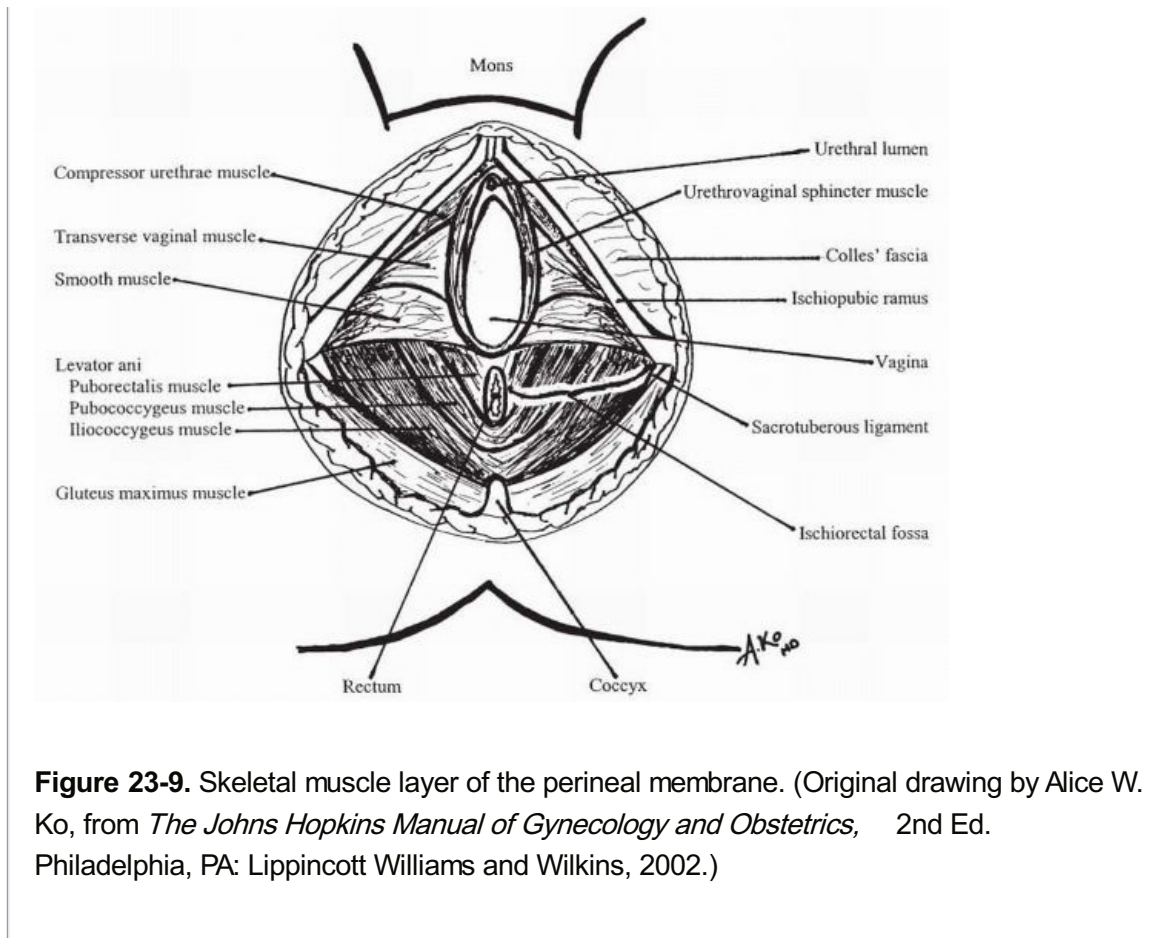 Mons
Compressor urethrae muscle
Transverse vaginal muscle
Smooth muscle
Levator ani
Puborectalis muscle
Pubococcygeus muscle
Iliococcygeus muscle
Gluteus maximus muscle
Urethral lumen
Urethrovaginal sphincter muscle
Colles' fascia
Ischiopubic ramus
Vagina
Sacrotuberous ligament
Ischiorectal fossa
A.Ko MD
Rectum
Coccyx
Figure 23-9. Skeletal muscle layer of the perineal membrane. (Original drawing by Alice W.
Ko, from The Johns Hopkins Manual of Gynecology and Obstetrics, 2nd Ed.
Philadelphia, PA: Lippincott Williams and Wilkins, 2002.)